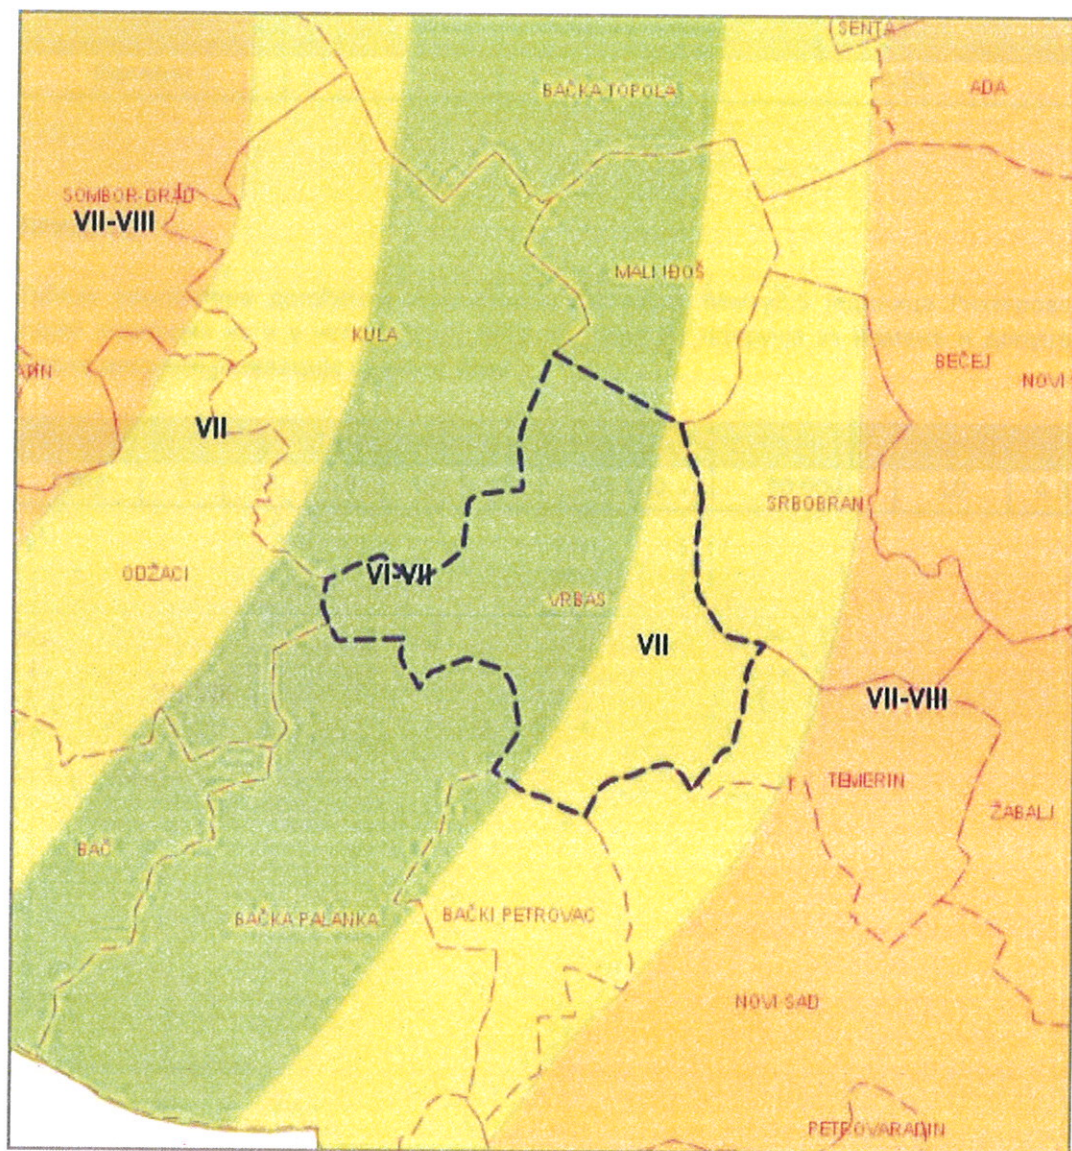 SENTA
BAČKA TOPOLA
ADA
SOMBOR-GRAD
VII-VIII
MALI IĐOŠ
KULA
BEČEJ
NOVI
VII
SRBOBRAN
ODŽACI
VI-VII
VRBAS
VII
VII-VIII
TEMERIN
ŽABALJ
BAČ
BAČKA PALANKA
BAČKI PETROVAC
NOVI SAD
PETROVARADIN